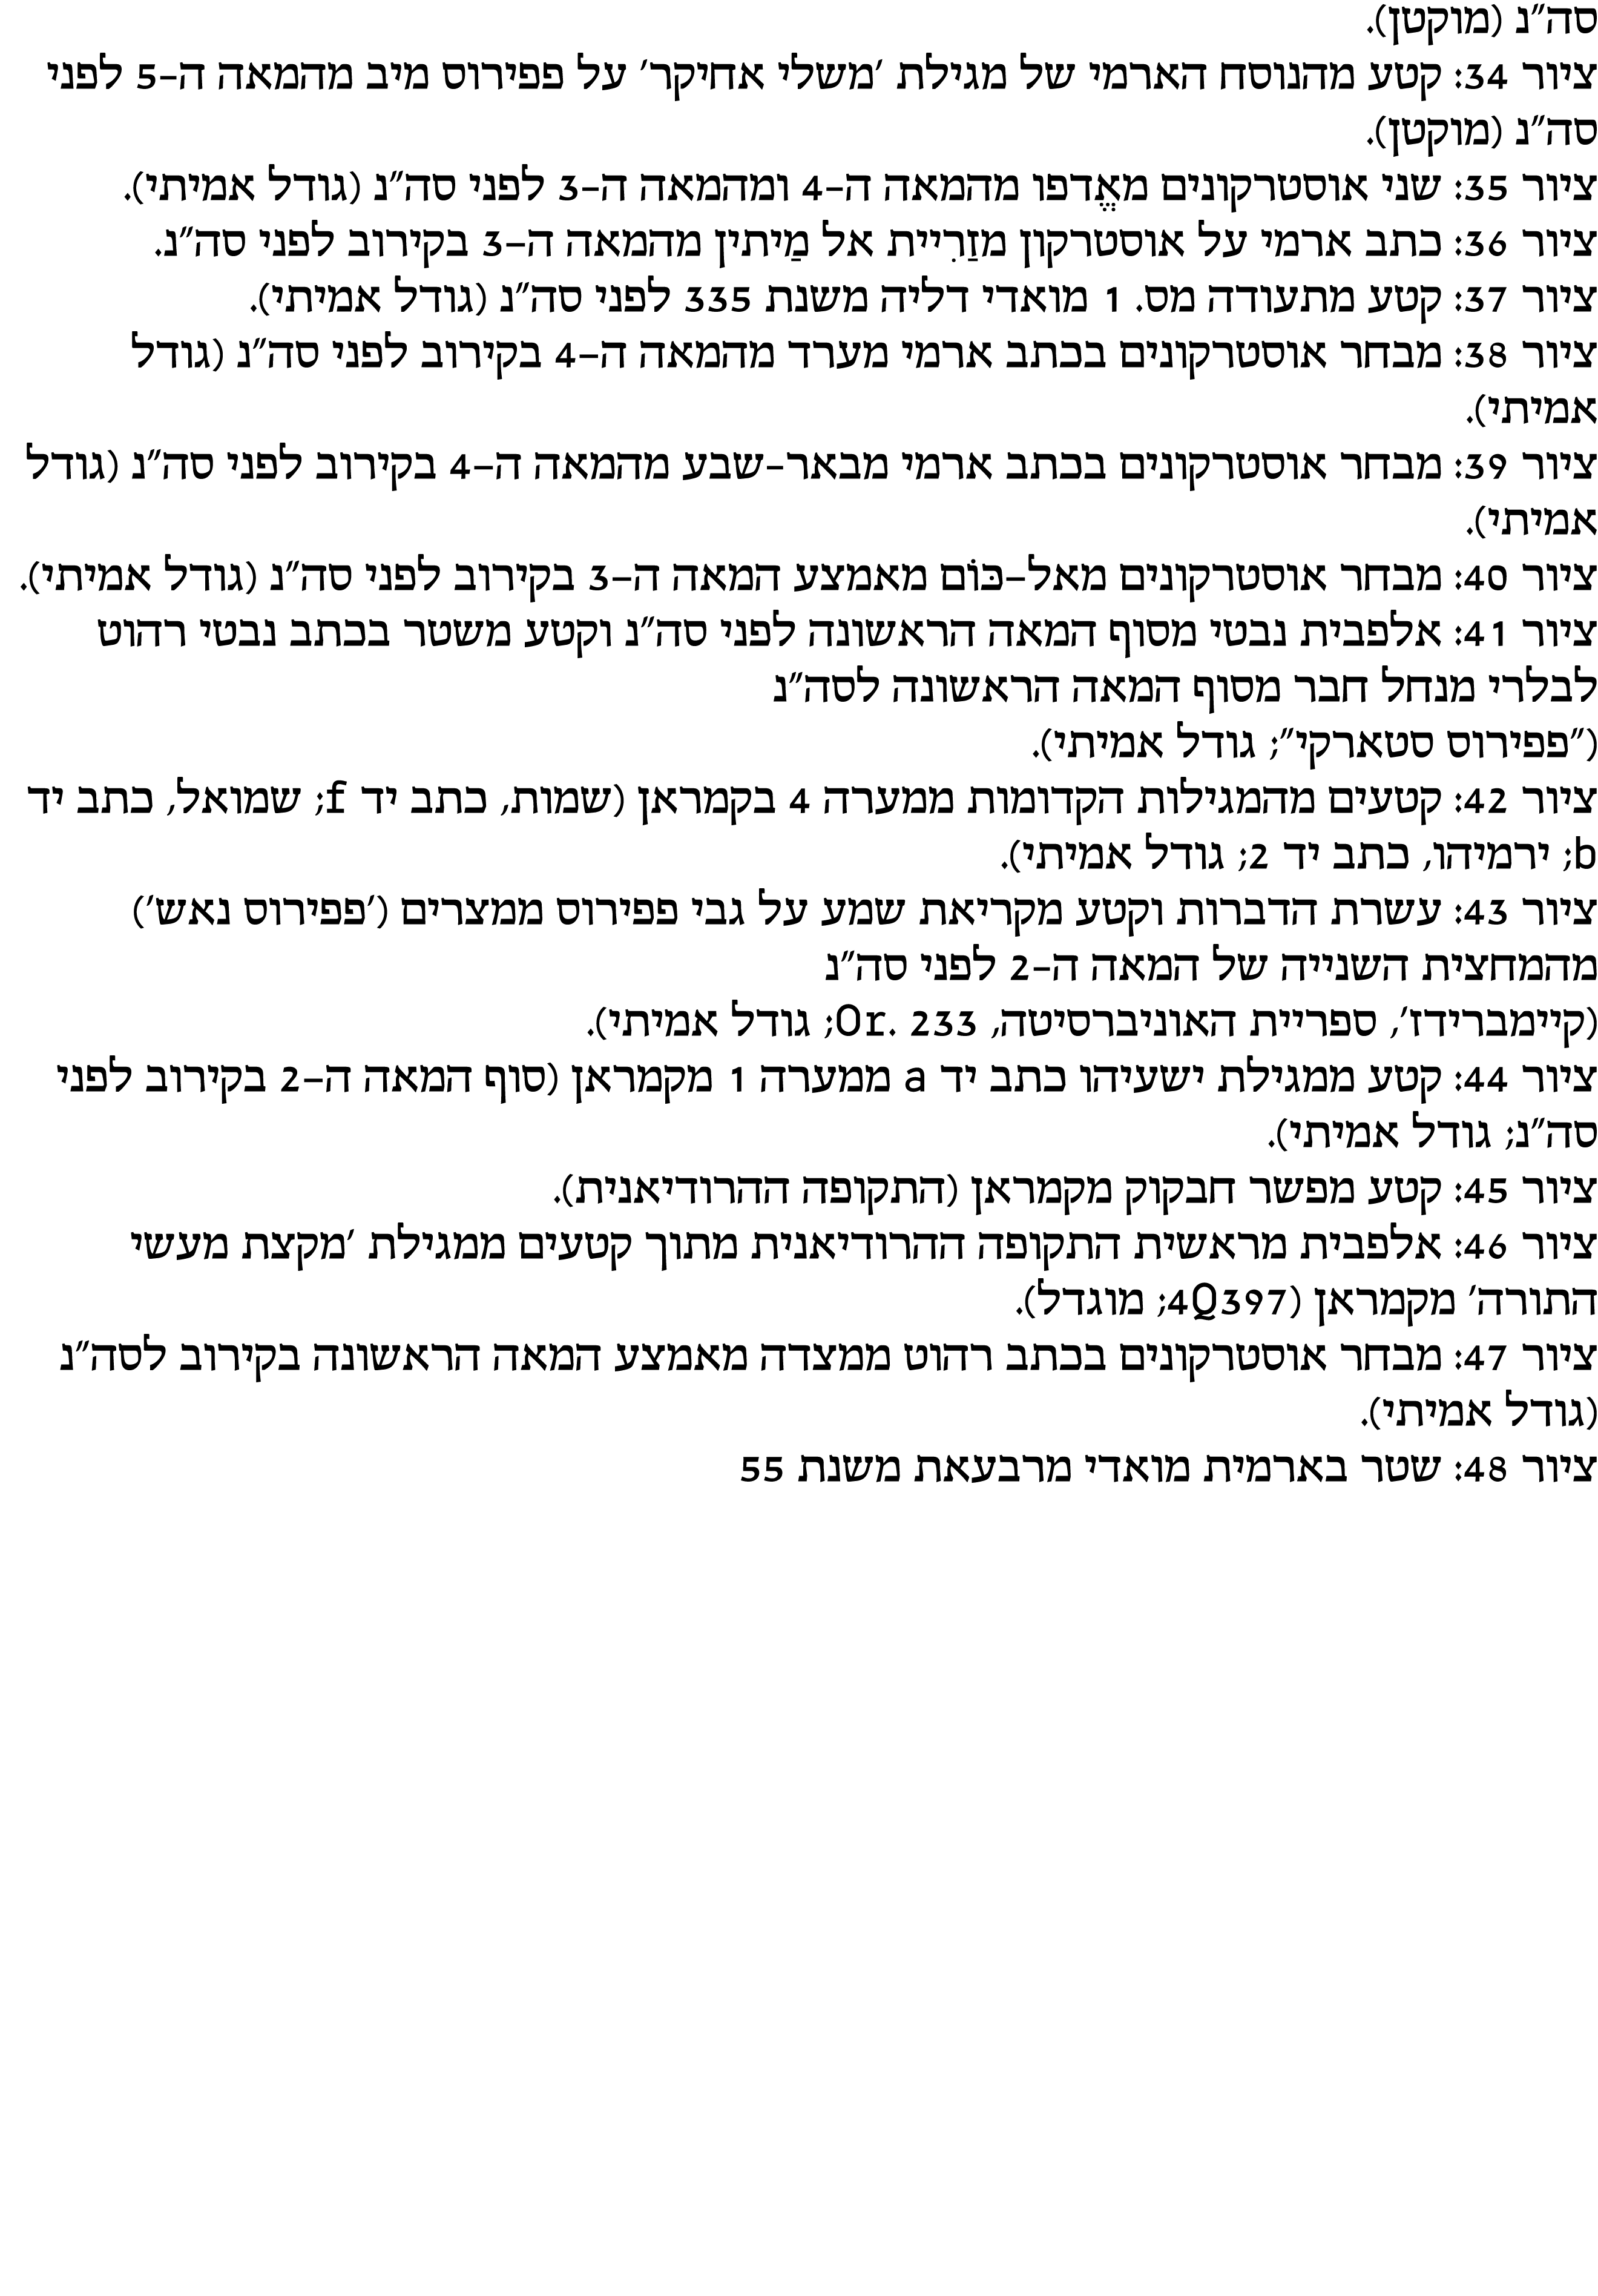 סה"נ (מוקטן).
ציור 34: קטע מהנוסח הארמי של מגילת 'משלי אחיקר' על פפירוס מיב מהמאה ה-5 לפני
סה"נ (מוקטן).
ציור 35: שני אוסטרקונים מאֱדפו מהמאה ה-4 ומהמאה ה-3 לפני סה"נ (גודל אמיתי).
ציור 36: כתב ארמי על אוסטרקון מזַרִיית אל מַיתין מהמאה ה-3 בקירוב לפני סה"נ.
ציור 37: קטע מתעודה מס. 1 מואדי דליה משנת 335 לפני סה"נ (גודל אמיתי).
ציור 38: מבחר אוסטרקונים בכתב ארמי מערד מהמאה ה-4 בקירוב לפני סה"נ (גודל
אמיתי).
ציור 39: מבחר אוסטרקונים בכתב ארמי מבאר-שבע מהמאה ה-4 בקירוב לפני סה"נ (גודל
אמיתי).
ציור 40: מבחר אוסטרקונים מאל-כּוֹם מאמצע המאה ה-3 בקירוב לפני סה"נ (גודל אמיתי).
ציור 41: אלפבית נבטי מסוף המאה הראשונה לפני סה"נ וקטע משטר בכתב נבטי רהוט
לבלרי מנחל חבר מסוף המאה הראשונה לסה"נ
("פפירוס סטארקי"; גודל אמיתי).
ציור 42: קטעים מהמגילות הקדומות ממערה 4 בקמראן (שמות, כתב יד f; שמואל, כתב יד
b; ירמיהו, כתב יד 2; גודל אמיתי).
ציור 43: עשרת הדברות וקטע מקריאת שמע על גבי פפירוס ממצרים ('פפירוס נאש')
מהמחצית השנייה של המאה ה-2 לפני סה"נ
(קיימברידז', ספריית האוניברסיטה, Or. 233; גודל אמיתי).
ציור 44: קטע ממגילת ישעיהו כתב יד a ממערה 1 מקמראן (סוף המאה ה-2 בקירוב לפני
סה"נ; גודל אמיתי).
ציור 45: קטע מפשר חבקוק מקמראן (התקופה ההרודיאנית).
ציור 46: אלפבית מראשית התקופה ההרודיאנית מתוך קטעים ממגילת 'מקצת מעשי
התורה' מקמראן (4Q397; מוגדל).
ציור 47: מבחר אוסטרקונים בכתב רהוט ממצדה מאמצע המאה הראשונה בקירוב לסה"נ
(גודל אמיתי).
ציור 48: שטר בארמית מואדי מרבעאת משנת 55